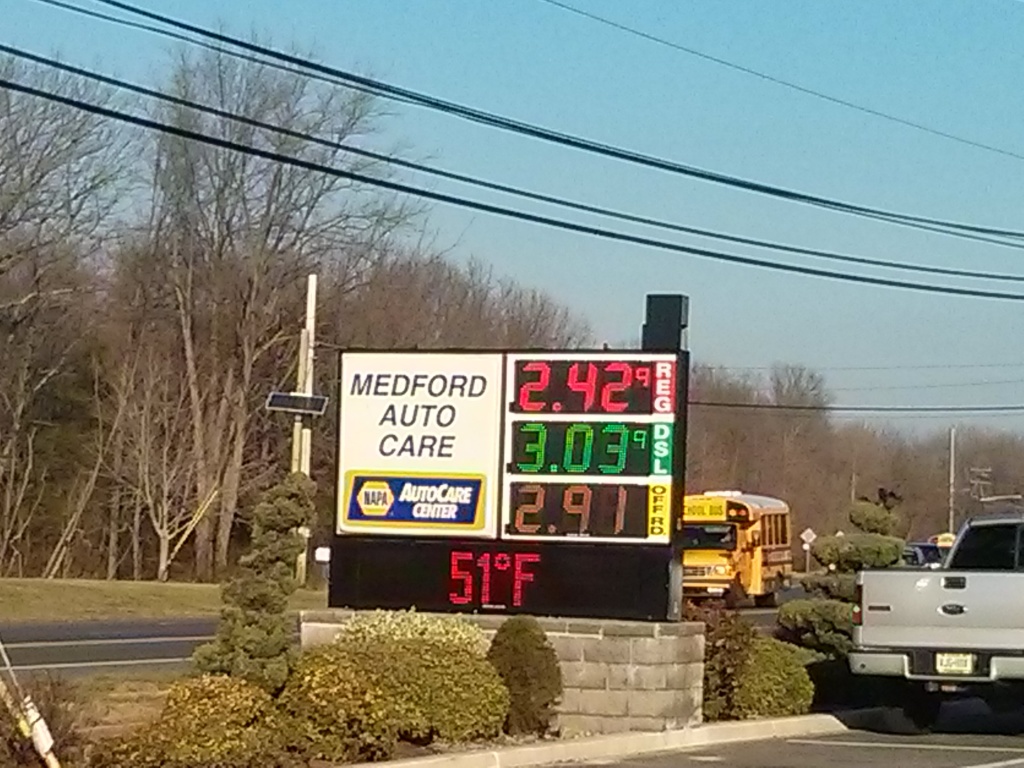 MEDFORD
AUTO
CARE
NAPA AUTOCARE
CENTER
2.42⁹ REG
3.03⁹ DSL
2.91 OFF RD.
51°F
SCHOOL BUS
Ford